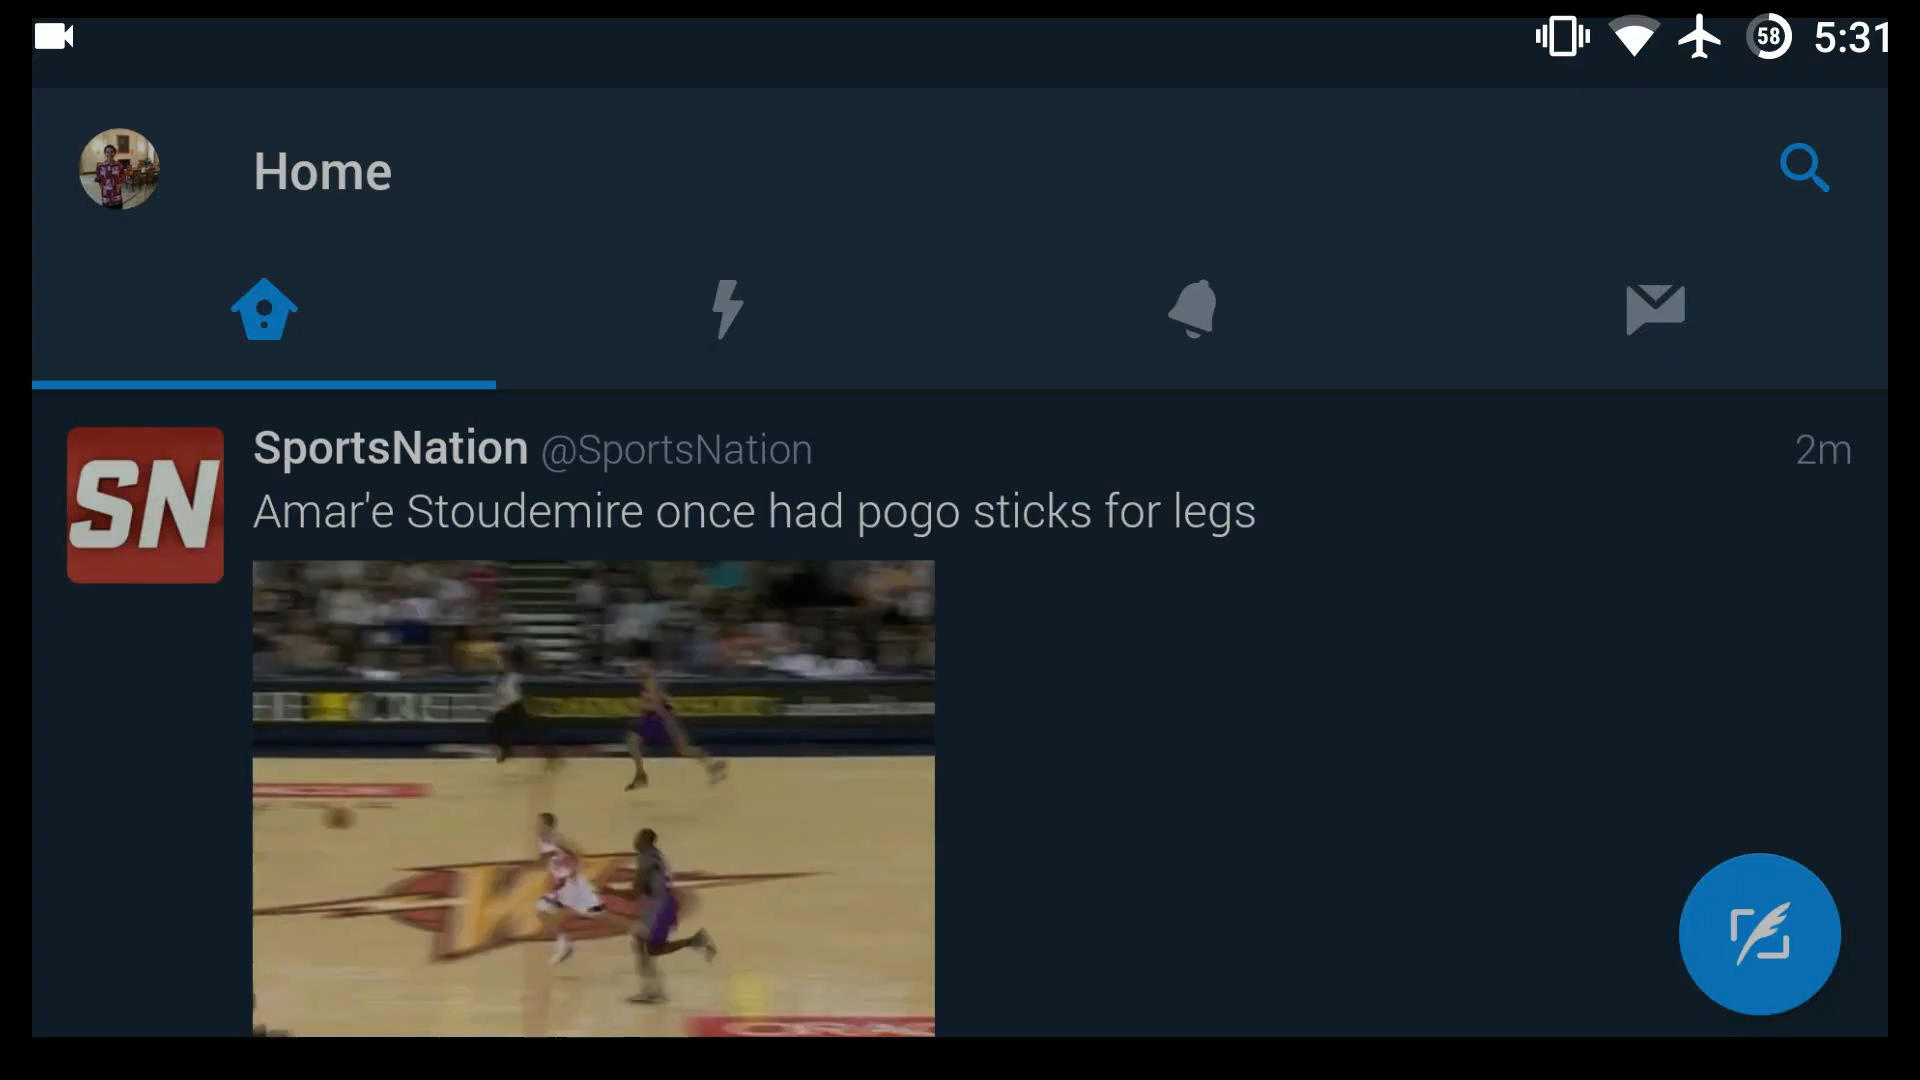 58 5:31
Home
SportsNation @SportsNation 2m
SN
Amar'e Stoudemire once had pogo sticks for legs